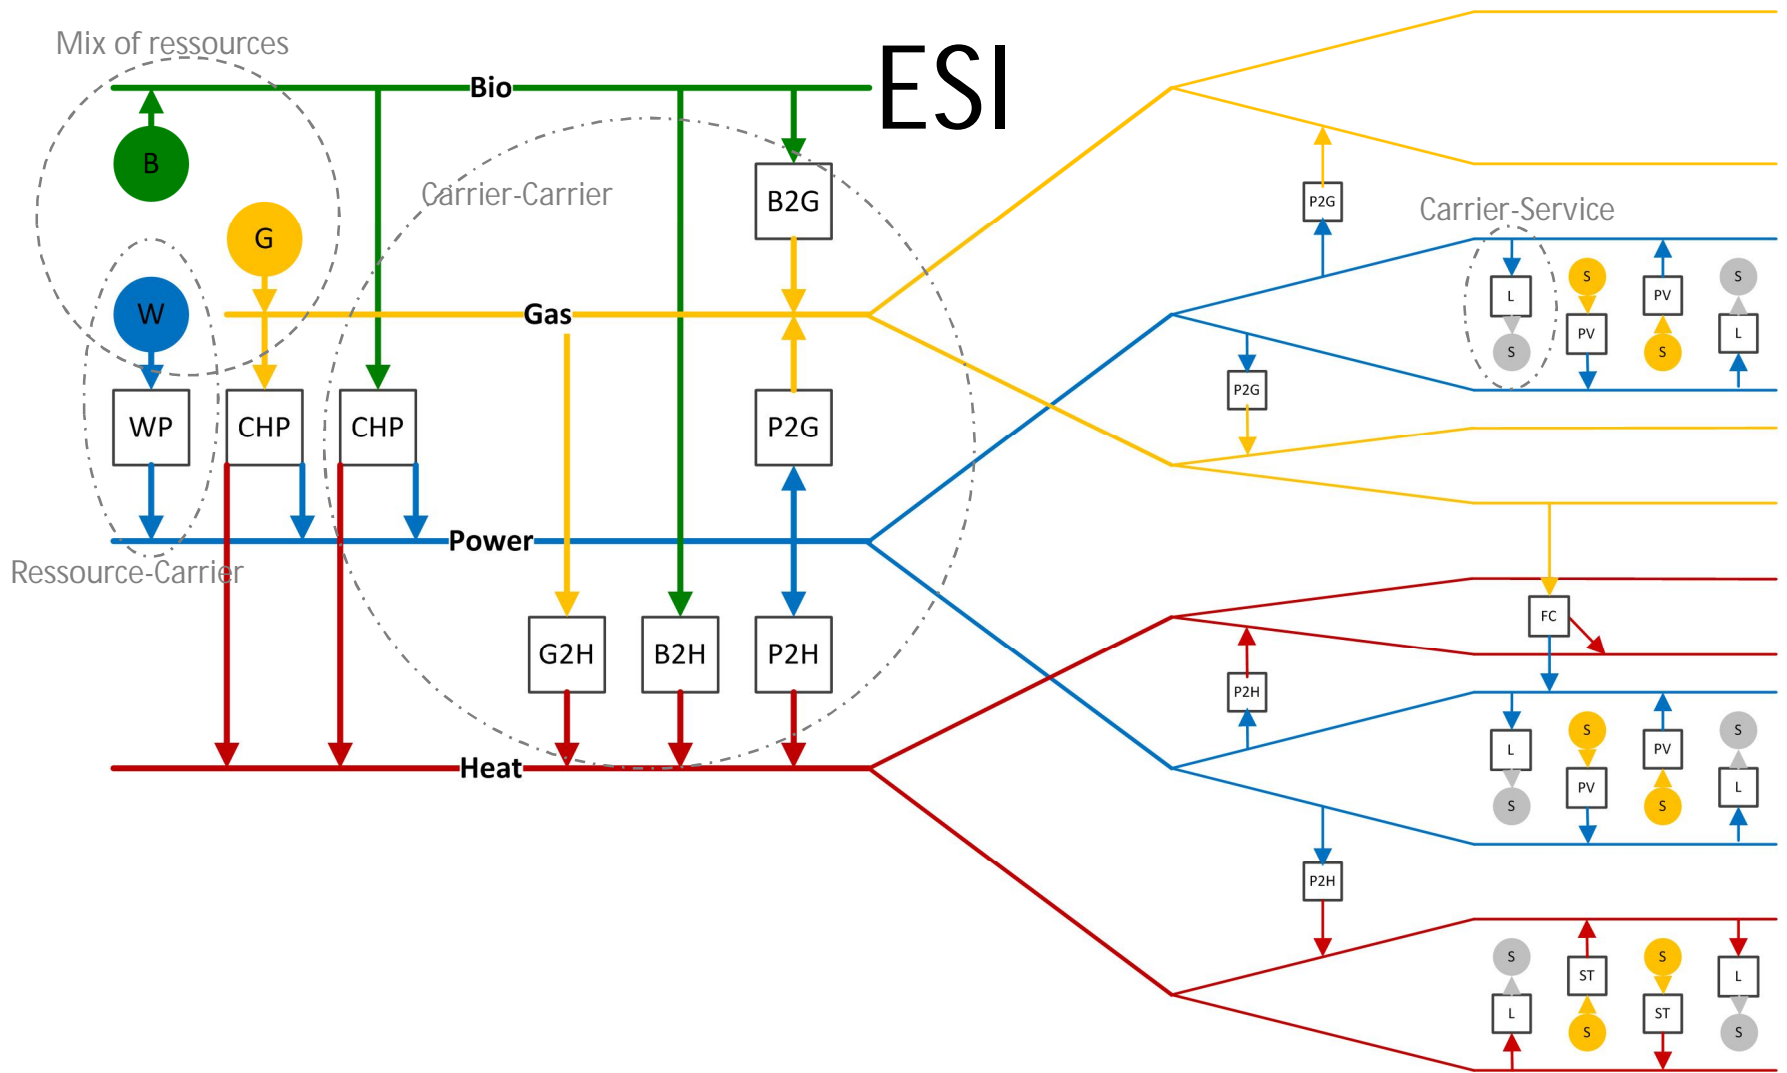 Mix of ressources
ESI
Bio
B
Carrier-Carrier
B2G
P2G
Carrier-Service
G
W
Gas
L
S
S
PV
PV
S
S
L
P2G
WP
CHP
CHP
P2G
Power
Ressource-Carrier
G2H
B2H
P2H
FC
P2H
Heat
L
S
S
PV
PV
S
S
L
P2H
S
L
ST
S
S
ST
L
S